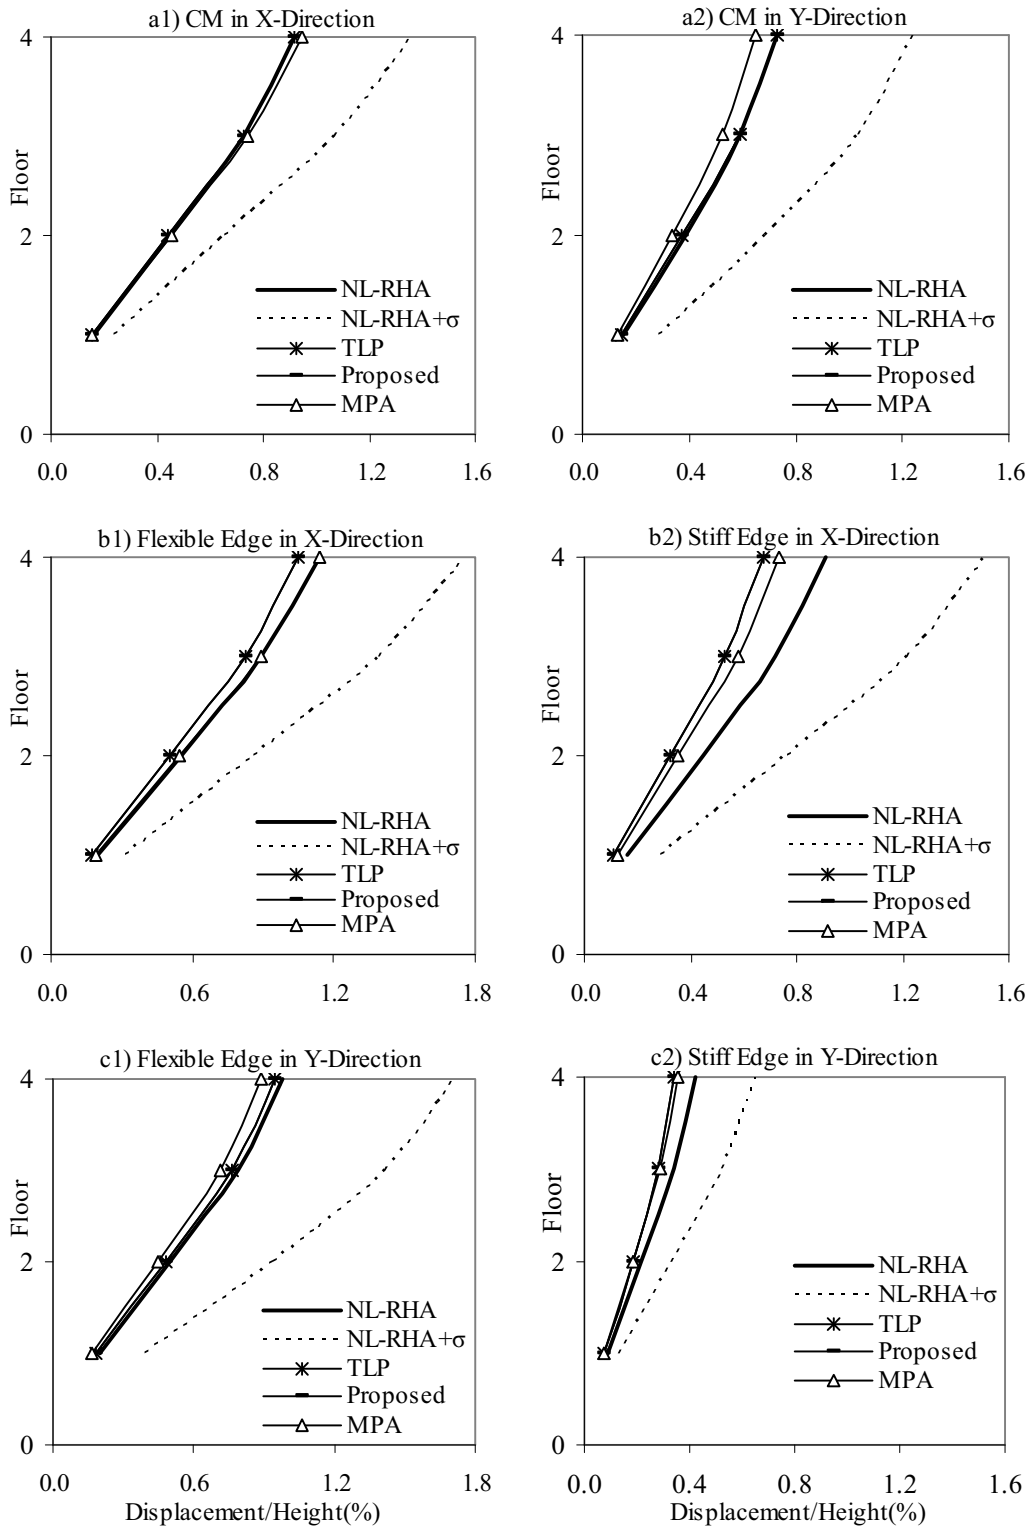 a1) CM in X-Direction
4
2
0
Floor
NL-RHA
NL-RHA+σ
TLP
Proposed
MPA
0.0 0.4 0.8 1.2 1.6
a2) CM in Y-Direction
4
2
0
Floor
NL-RHA
NL-RHA+σ
TLP
Proposed
MPA
0.0 0.4 0.8 1.2 1.6
b1) Flexible Edge in X-Direction
4
2
0
Floor
NL-RHA
NL-RHA+σ
TLP
Proposed
MPA
0.0 0.6 1.2 1.8
b2) Stiff Edge in X-Direction
4
2
0
Floor
NL-RHA
NL-RHA+σ
TLP
Proposed
MPA
0.0 0.4 0.8 1.2 1.6
c1) Flexible Edge in Y-Direction
4
2
0
Floor
NL-RHA
NL-RHA+σ
TLP
Proposed
MPA
0.0 0.6 1.2 1.8
Displacement/Height(%)
c2) Stiff Edge in Y-Direction
4
2
0
Floor
NL-RHA
NL-RHA+σ
TLP
Proposed
MPA
0.0 0.4 0.8 1.2 1.6
Displacement/Height(%)